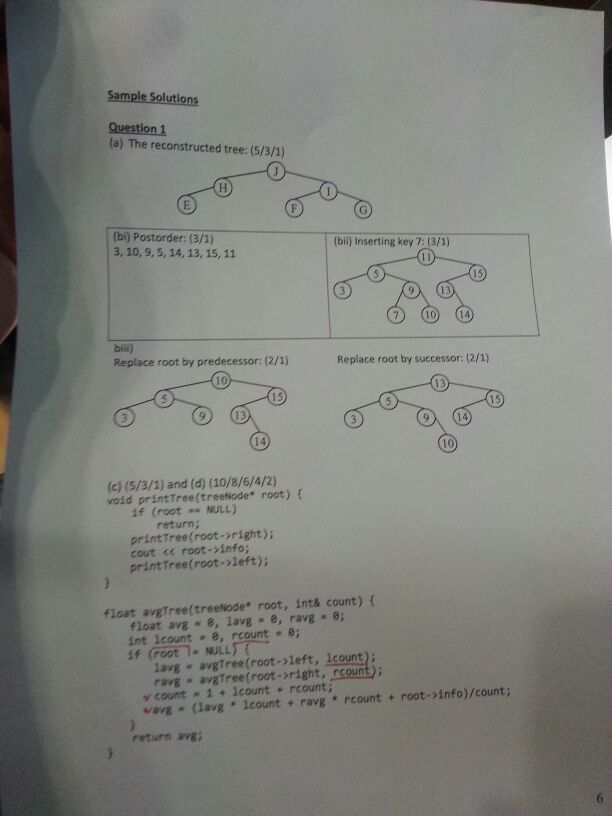 Sample Solutions
Question 1
(a) The reconstructed tree: (5/3/1)
J
H
I
E
F
G
(bi) Postorder: (3/1)
3, 10, 9, 5, 14, 13, 15, 11
(bii) Inserting key 7: (3/1)
11
5
15
3
9
13
7
10
14
biii)
Replace root by predecessor: (2/1)
10
5
15
3
9
13
14
Replace root by successor: (2/1)
13
5
15
3
9
14
10
(c) (5/3/1) and (d) (10/8/6/4/2)
void printTree(treeNode* root) {
if (root == NULL)
return;
printTree(root->right);
cout << root->info;
printTree(root->left);
}
float avgTree(treeNode* root, int& count) {
float avg = 0, lavg = 0, ravg = 0;
int lcount = 0, rcount = 0;
if (root != NULL) {
lavg = avgTree(root->left, lcount);
ravg = avgTree(root->right, rcount);
count = 1 + lcount + rcount;
avg = (lavg * lcount + ravg * rcount + root->info)/count;
}
return avg;
}
6